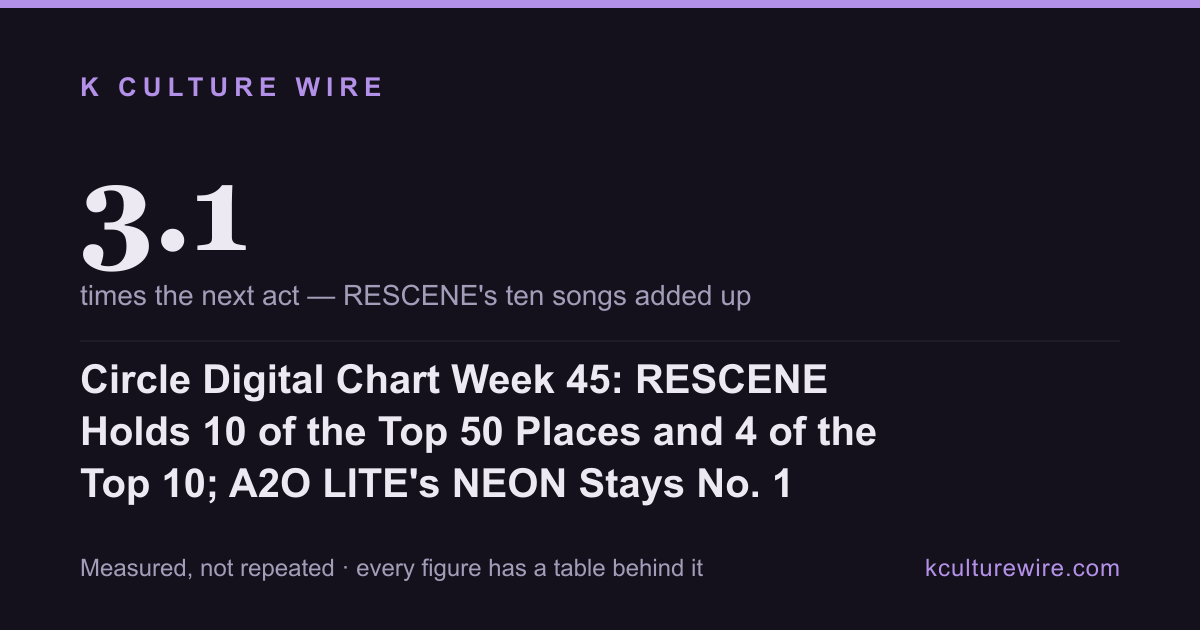 K CULTURE WIRE
3.1
times the next act — RESCENE's ten songs added up
Circle Digital Chart Week 45: RESCENE
Holds 10 of the Top 50 Places and 4 of the
Top 10; A2O LITE's NEON Stays No. 1
Measured, not repeated · every figure has a table behind it
kculturewire.com